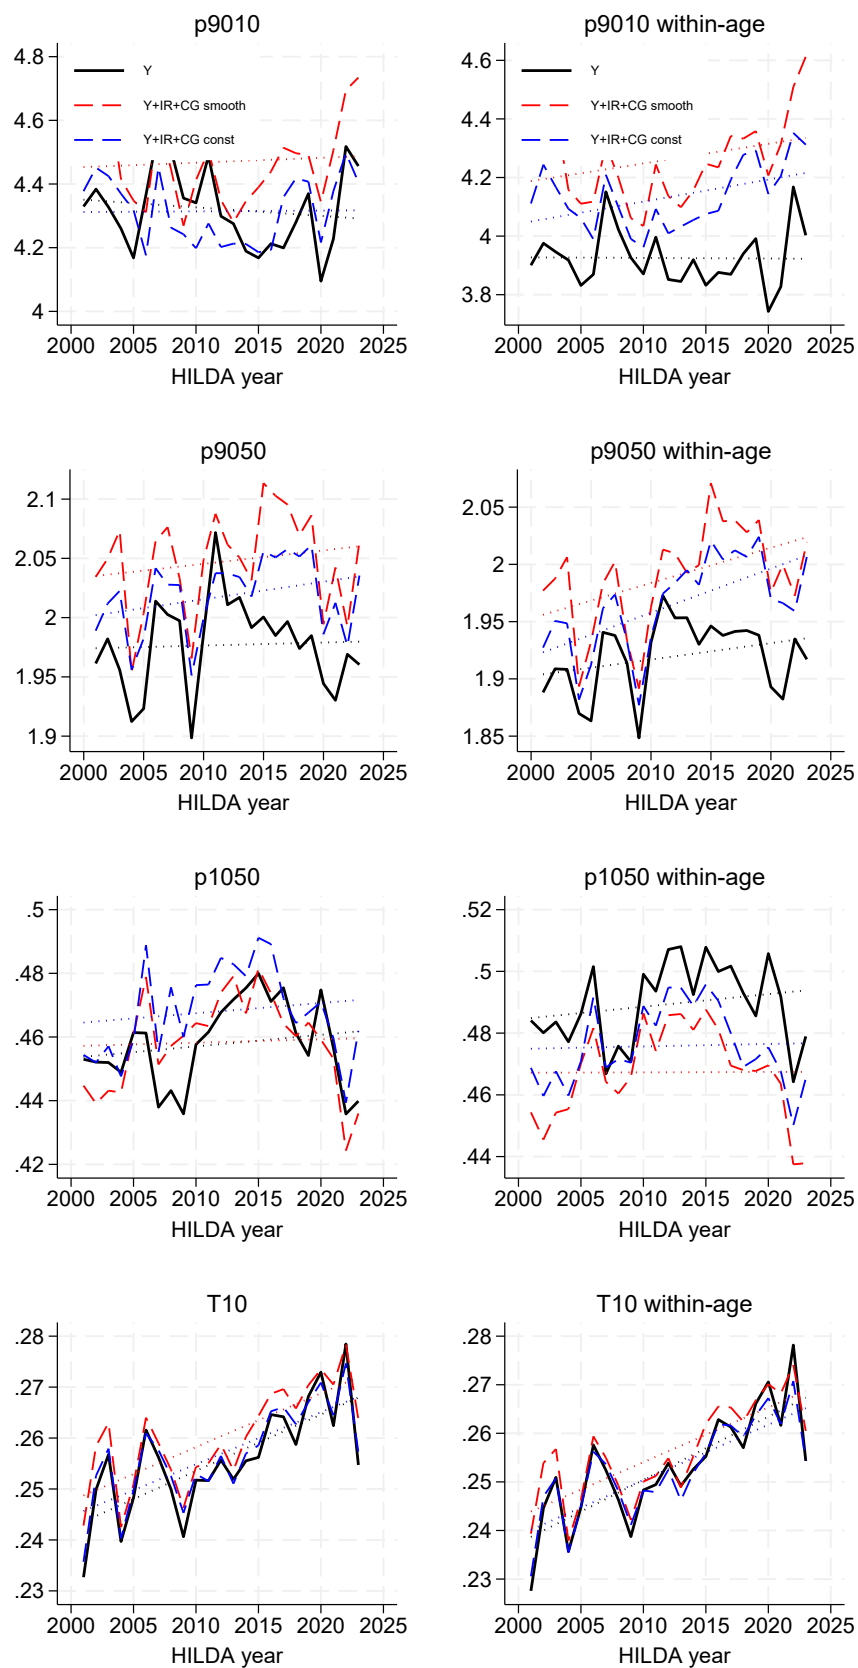 p9010
4.8
4.6
4.4
4.2
4
Y
Y+IR+CG smooth
Y+IR+CG const
2000 2005 2010 2015 2020 2025
HILDA year
p9010 within-age
4.6
4.4
4.2
4
3.8
Y
Y+IR+CG smooth
Y+IR+CG const
2000 2005 2010 2015 2020 2025
HILDA year
p9050
2.1
2.05
2
1.95
1.9
2000 2005 2010 2015 2020 2025
HILDA year
p9050 within-age
2.05
2
1.95
1.9
1.85
2000 2005 2010 2015 2020 2025
HILDA year
p1050
.5
.48
.46
.44
.42
2000 2005 2010 2015 2020 2025
HILDA year
p1050 within-age
.52
.5
.48
.46
.44
2000 2005 2010 2015 2020 2025
HILDA year
T10
.28
.27
.26
.25
.24
.23
2000 2005 2010 2015 2020 2025
HILDA year
T10 within-age
.28
.27
.26
.25
.24
.23
2000 2005 2010 2015 2020 2025
HILDA year